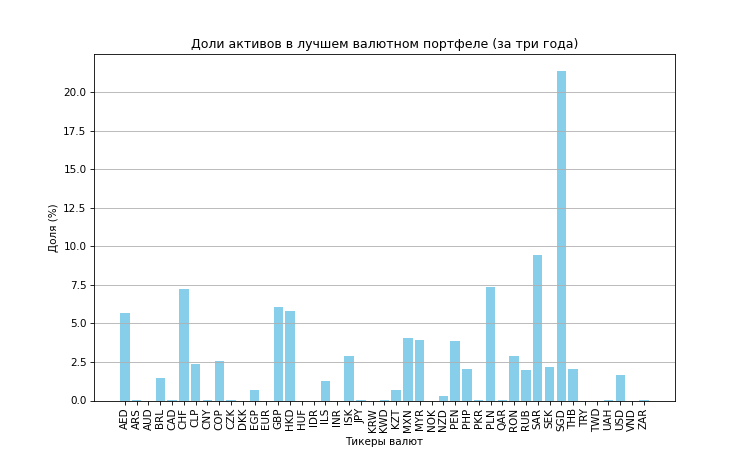 Доли активов в лучшем валютном портфеле (за три года)
Доля (%)
20.0
17.5
15.0
12.5
10.0
7.5
5.0
2.5
0.0
AED
ARS
AUD
BRL
CAD
CHF
CLP
CNY
COP
CZK
DKK
EGP
EUR
GBP
HKD
HUF
IDR
ILS
INR
ISK
JPY
KRW
KWD
KZT
MXN
MYR
NOK
NZD
PEN
PHP
PKR
PLN
QAR
RON
RUB
SAR
SEK
SGD
THB
TRY
TWD
UAH
USD
VND
ZAR
Тикеры валют